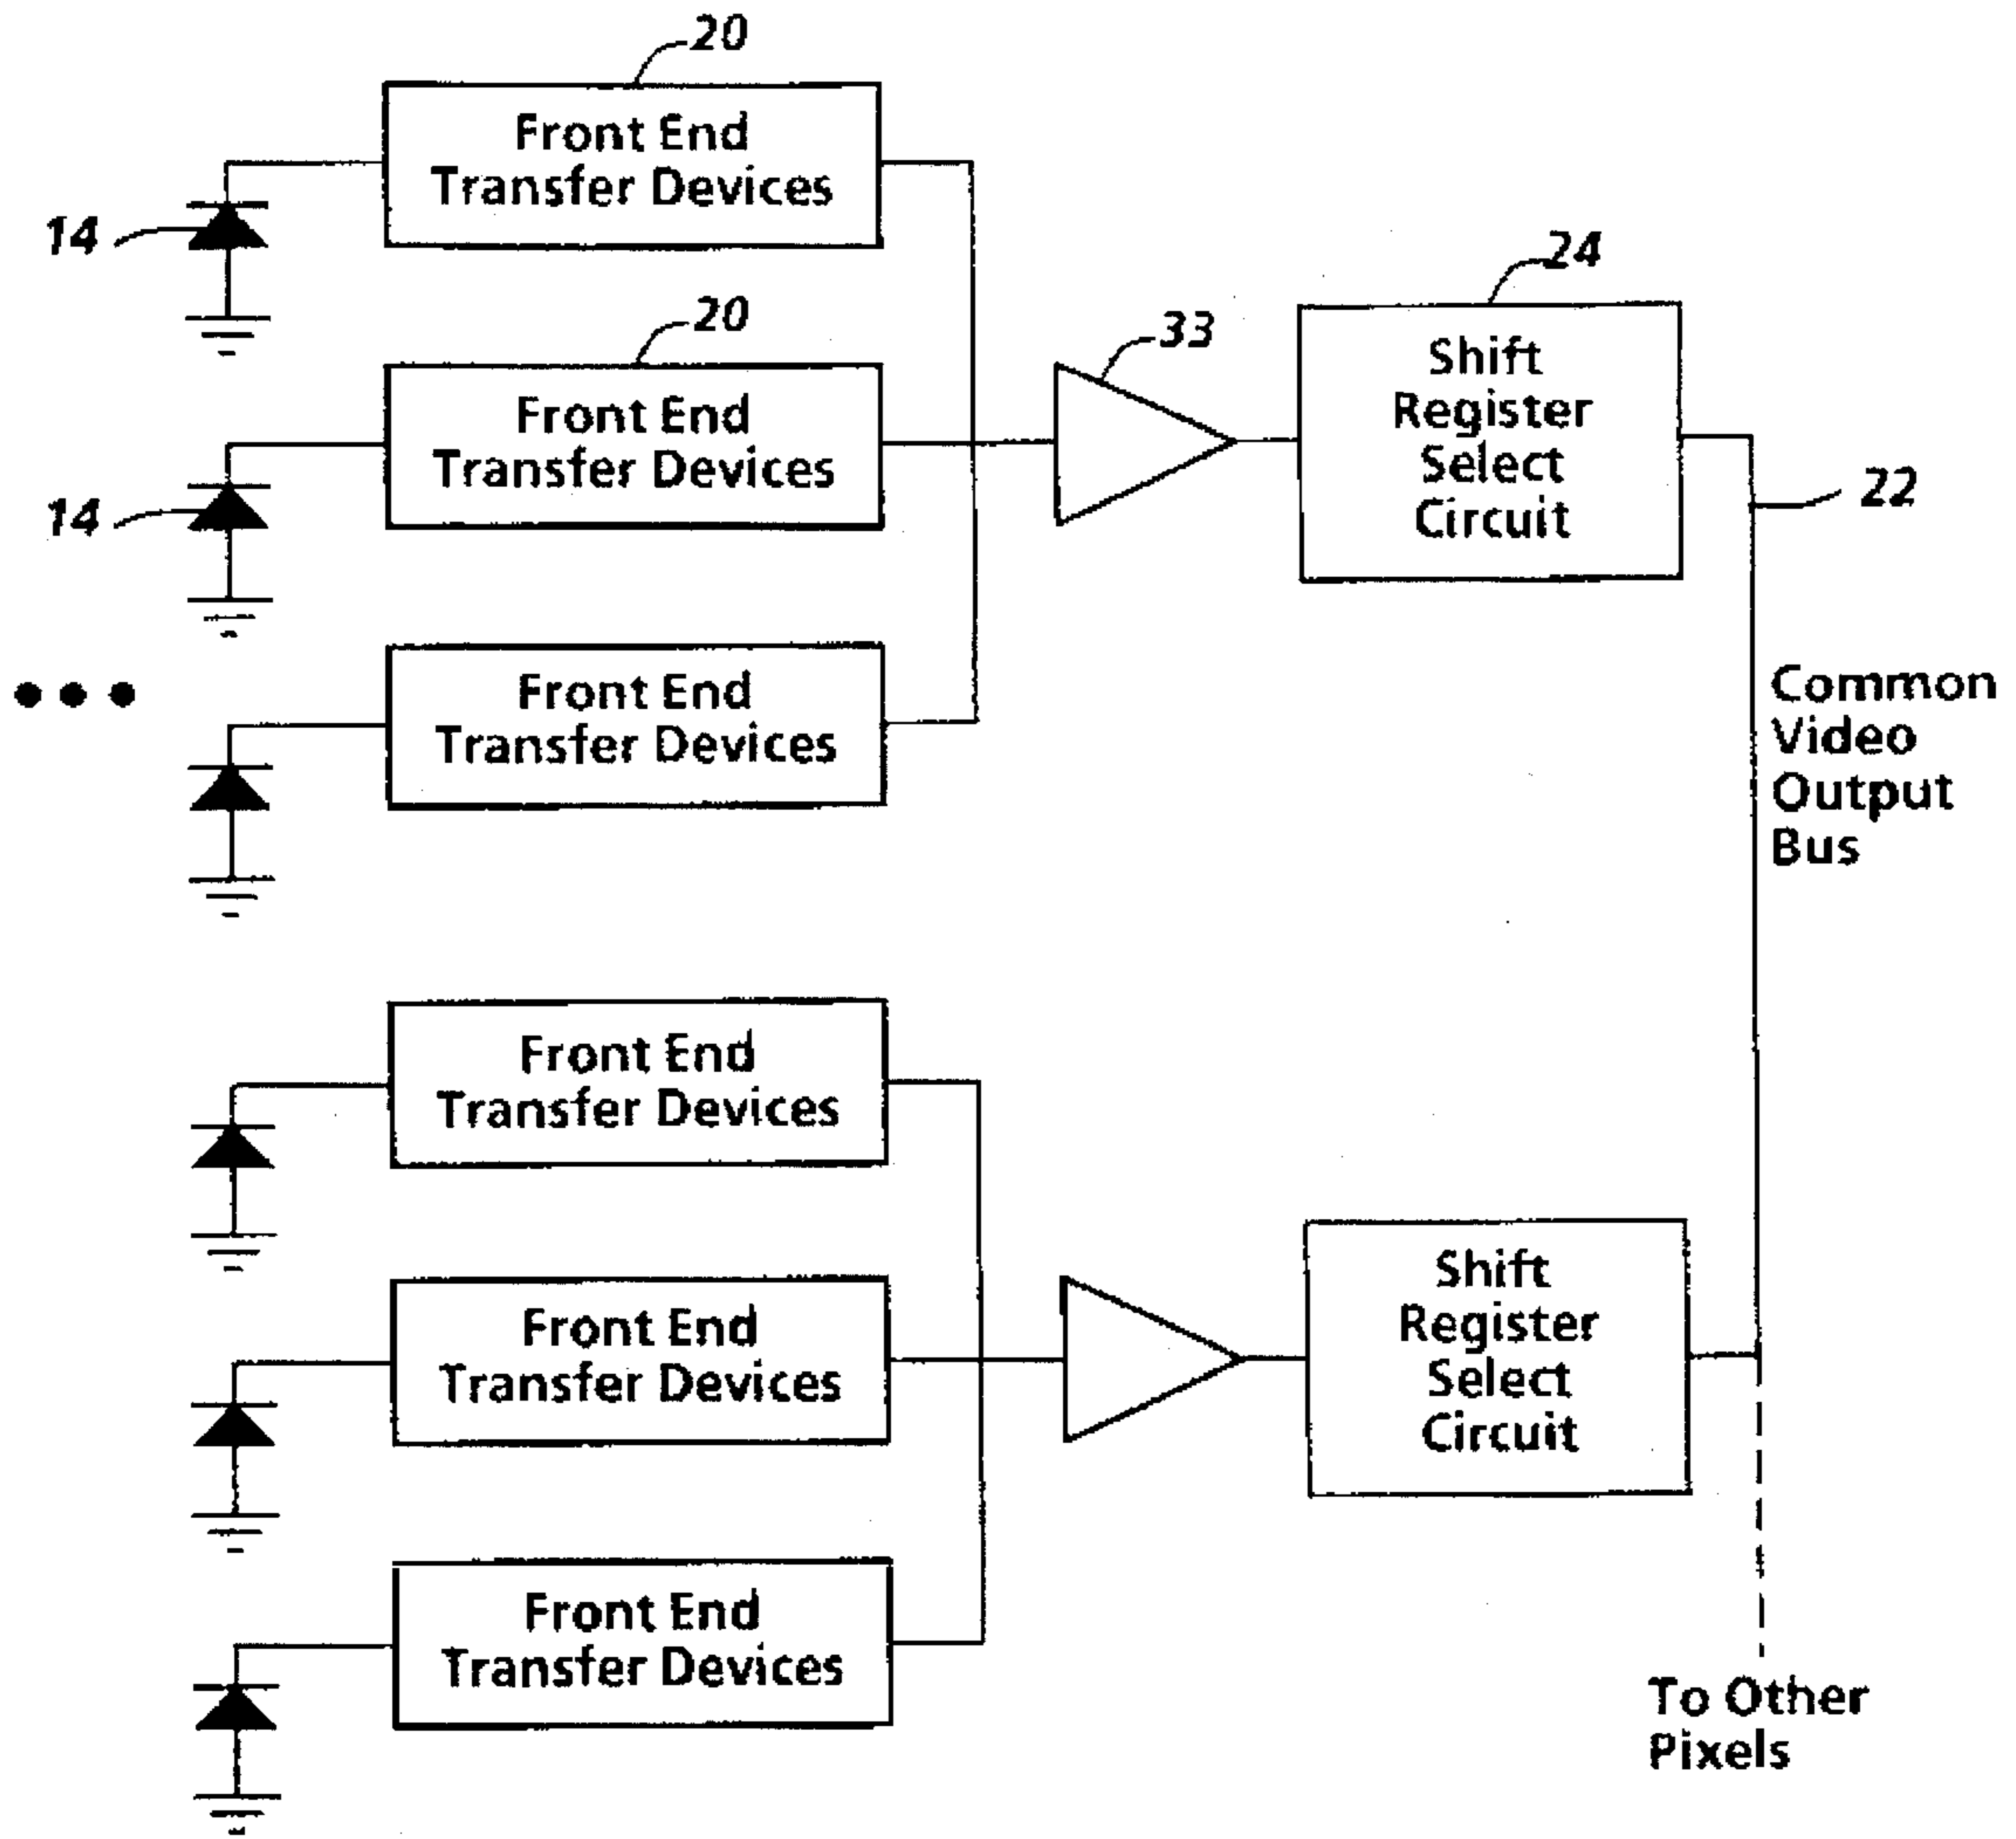 20
Front End
Transfer Devices
14
20
Front End
Transfer Devices
14
33
24
Shift
Register
Select
Circuit
22
Front End
Transfer Devices
Common
Video
Output
Bus
Front End
Transfer Devices
Front End
Transfer Devices
Shift
Register
Select
Circuit
Front End
Transfer Devices
To Other
Pixels